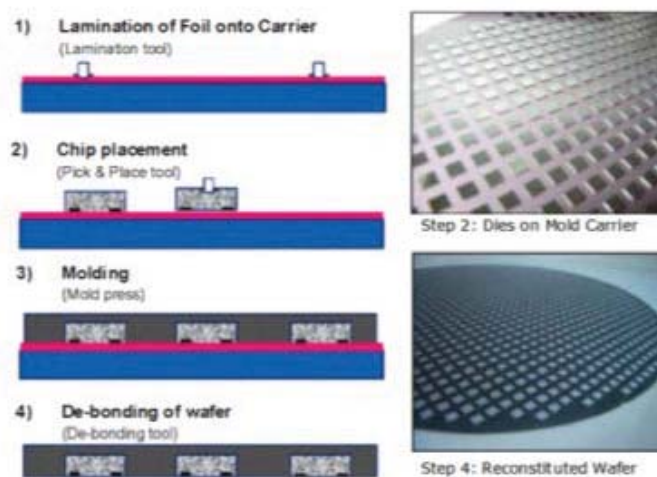 1) Lamination of Foil onto Carrier
(Lamination tool)
2) Chip placement
(Pick & Place tool)
Step 2: Dies on Mold Carrier
3) Molding
(Mold press)
4) De-bonding of wafer
(De-bonding tool)
Step 4: Reconstituted Wafer